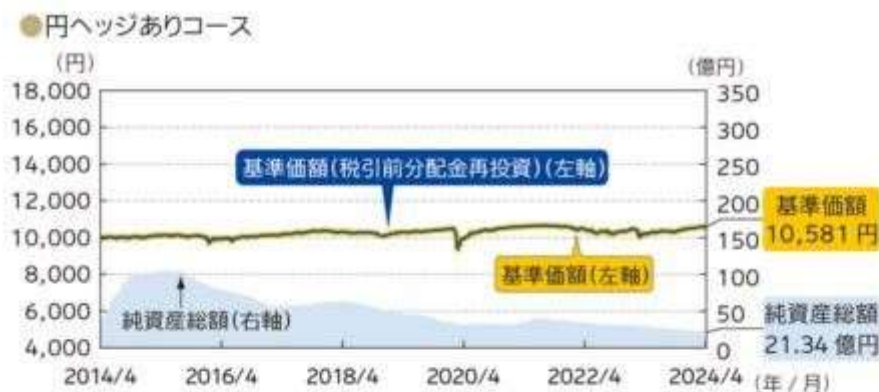 ●円ヘッジありコース
(円)
(億円)
18,000
16,000
14,000
12,000
10,000
8,000
6,000
4,000
350
300
250
200
150
100
50
0
基準価額(税引前分配金再投資)(左軸)
基準価額
10,581 円
基準価額(左軸)
純資産総額(右軸)
純資産総額
21.34 億円
2014/4 2016/4 2018/4 2020/4 2022/4 2024/4
(年/月)